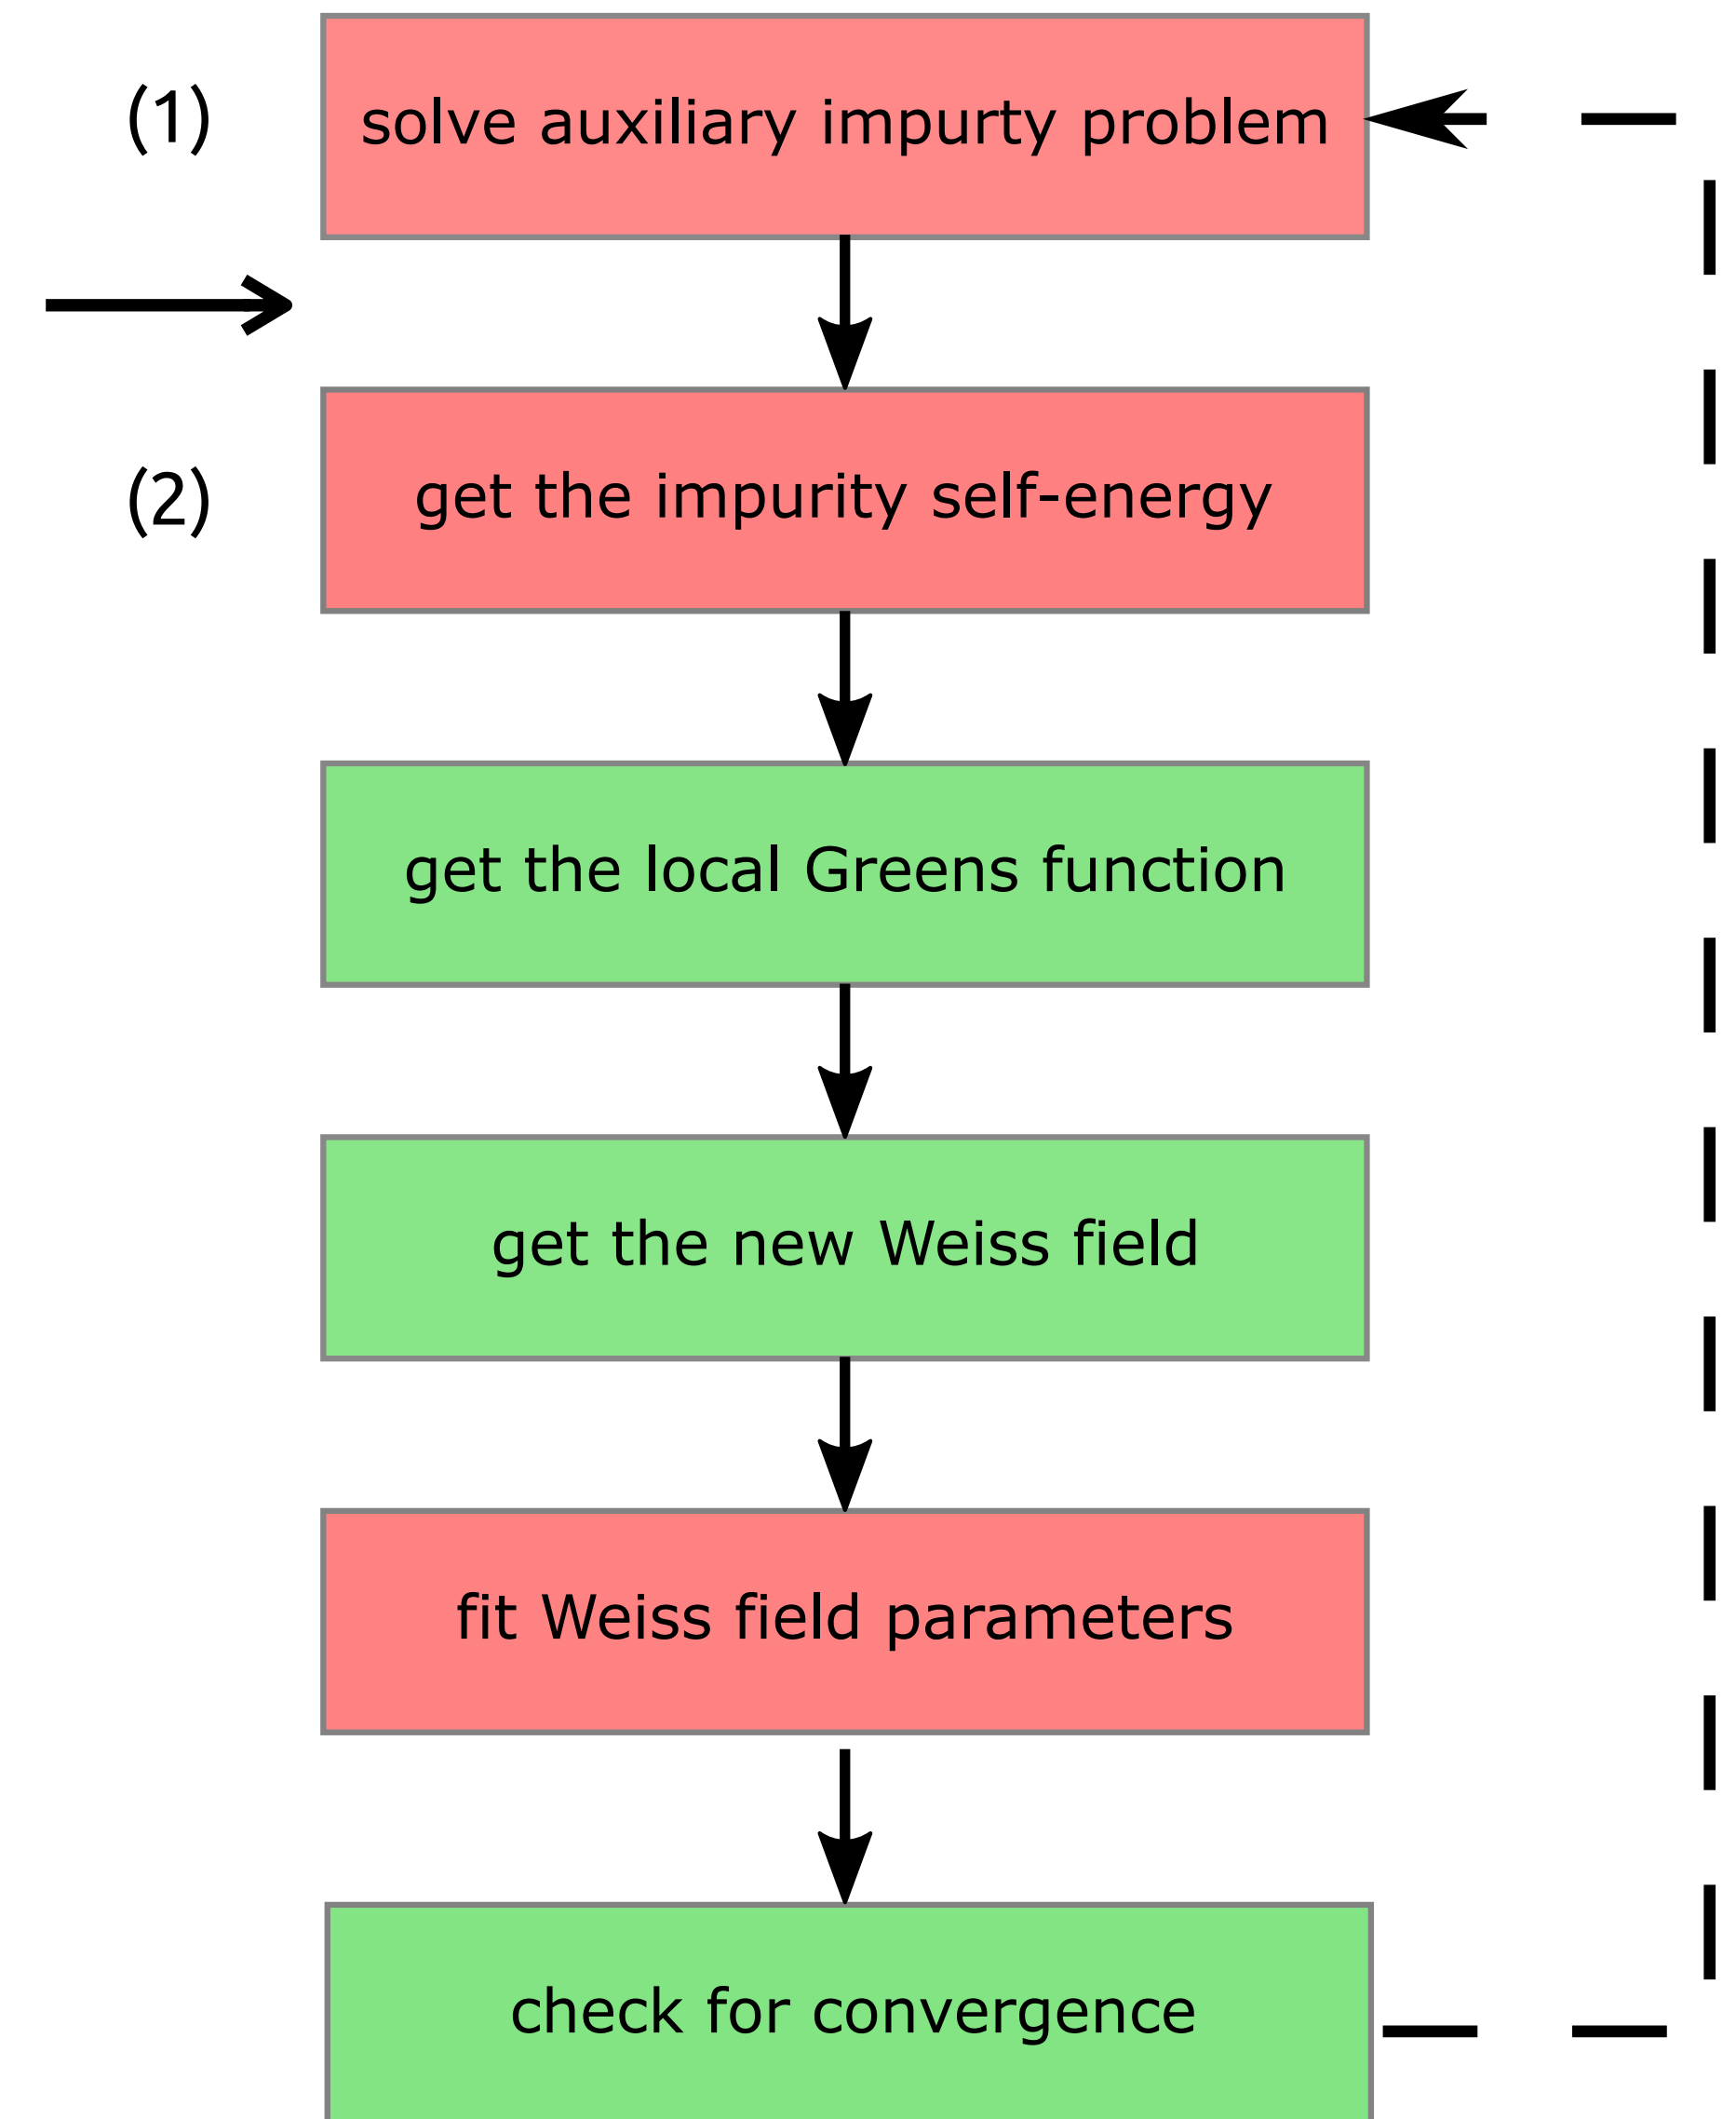 (1)
solve auxiliary impurty problem
(2)
get the impurity self-energy
get the local Greens function
get the new Weiss field
fit Weiss field parameters
check for convergence